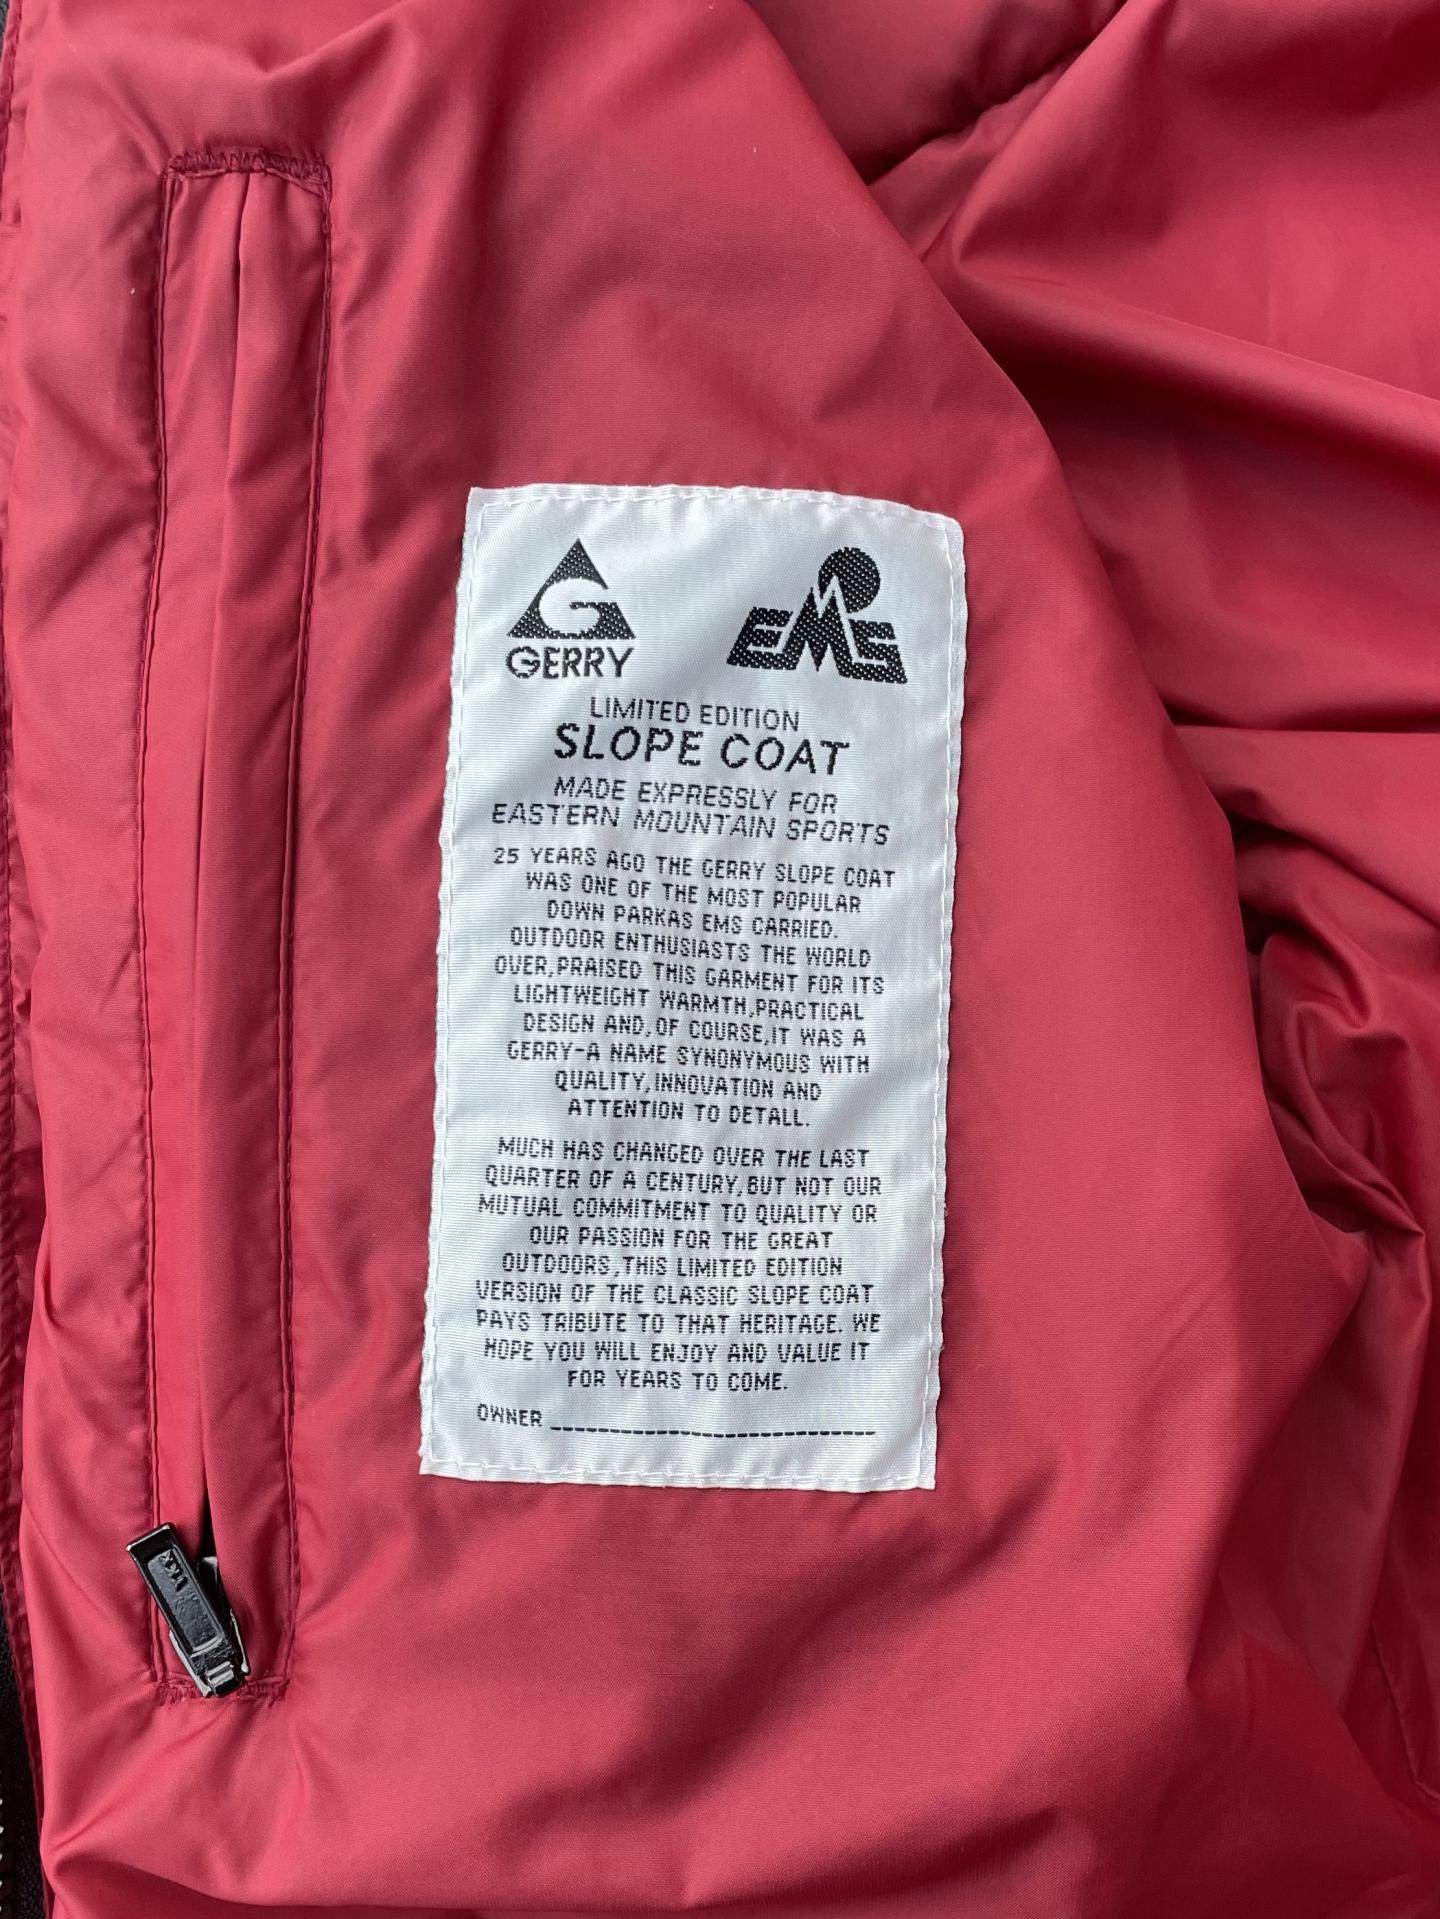 GERRY
EMS
LIMITED EDITION
SLOPE COAT
MADE EXPRESSLY FOR
EASTERN MOUNTAIN SPORTS
25 YEARS AGO THE GERRY SLOPE COAT
WAS ONE OF THE MOST POPULAR
DOWN PARKAS EMS CARRIED.
OUTDOOR ENTHUSIASTS THE WORLD
OVER,PRAISED THIS GARMENT FOR ITS
LIGHTWEIGHT WARMTH,PRACTICAL
DESIGN AND,OF COURSE,IT WAS A
GERRY-A NAME SYNONYMOUS WITH
QUALITY,INNOVATION AND
ATTENTION TO DETAIL.
MUCH HAS CHANGED OVER THE LAST
QUARTER OF A CENTURY,BUT NOT OUR
MUTUAL COMMITMENT TO QUALITY OR
OUR PASSION FOR THE GREAT
OUTDOORS,THIS LIMITED EDITION
VERSION OF THE CLASSIC SLOPE COAT
PAYS TRIBUTE TO THAT HERITAGE. WE
HOPE YOU WILL ENJOY AND VALUE IT
FOR YEARS TO COME.
OWNER